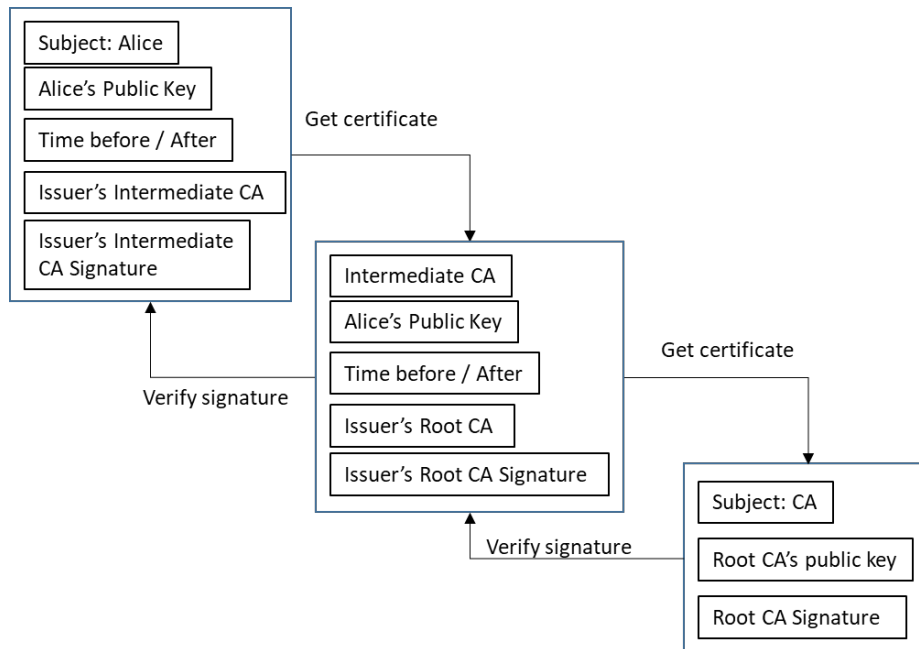 Subject: Alice
Alice’s Public Key
Time before / After
Issuer’s Intermediate CA
Issuer’s Intermediate
CA Signature
Get certificate
Verify signature
Intermediate CA
Alice’s Public Key
Time before / After
Issuer’s Root CA
Issuer’s Root CA Signature
Get certificate
Verify signature
Subject: CA
Root CA’s public key
Root CA Signature